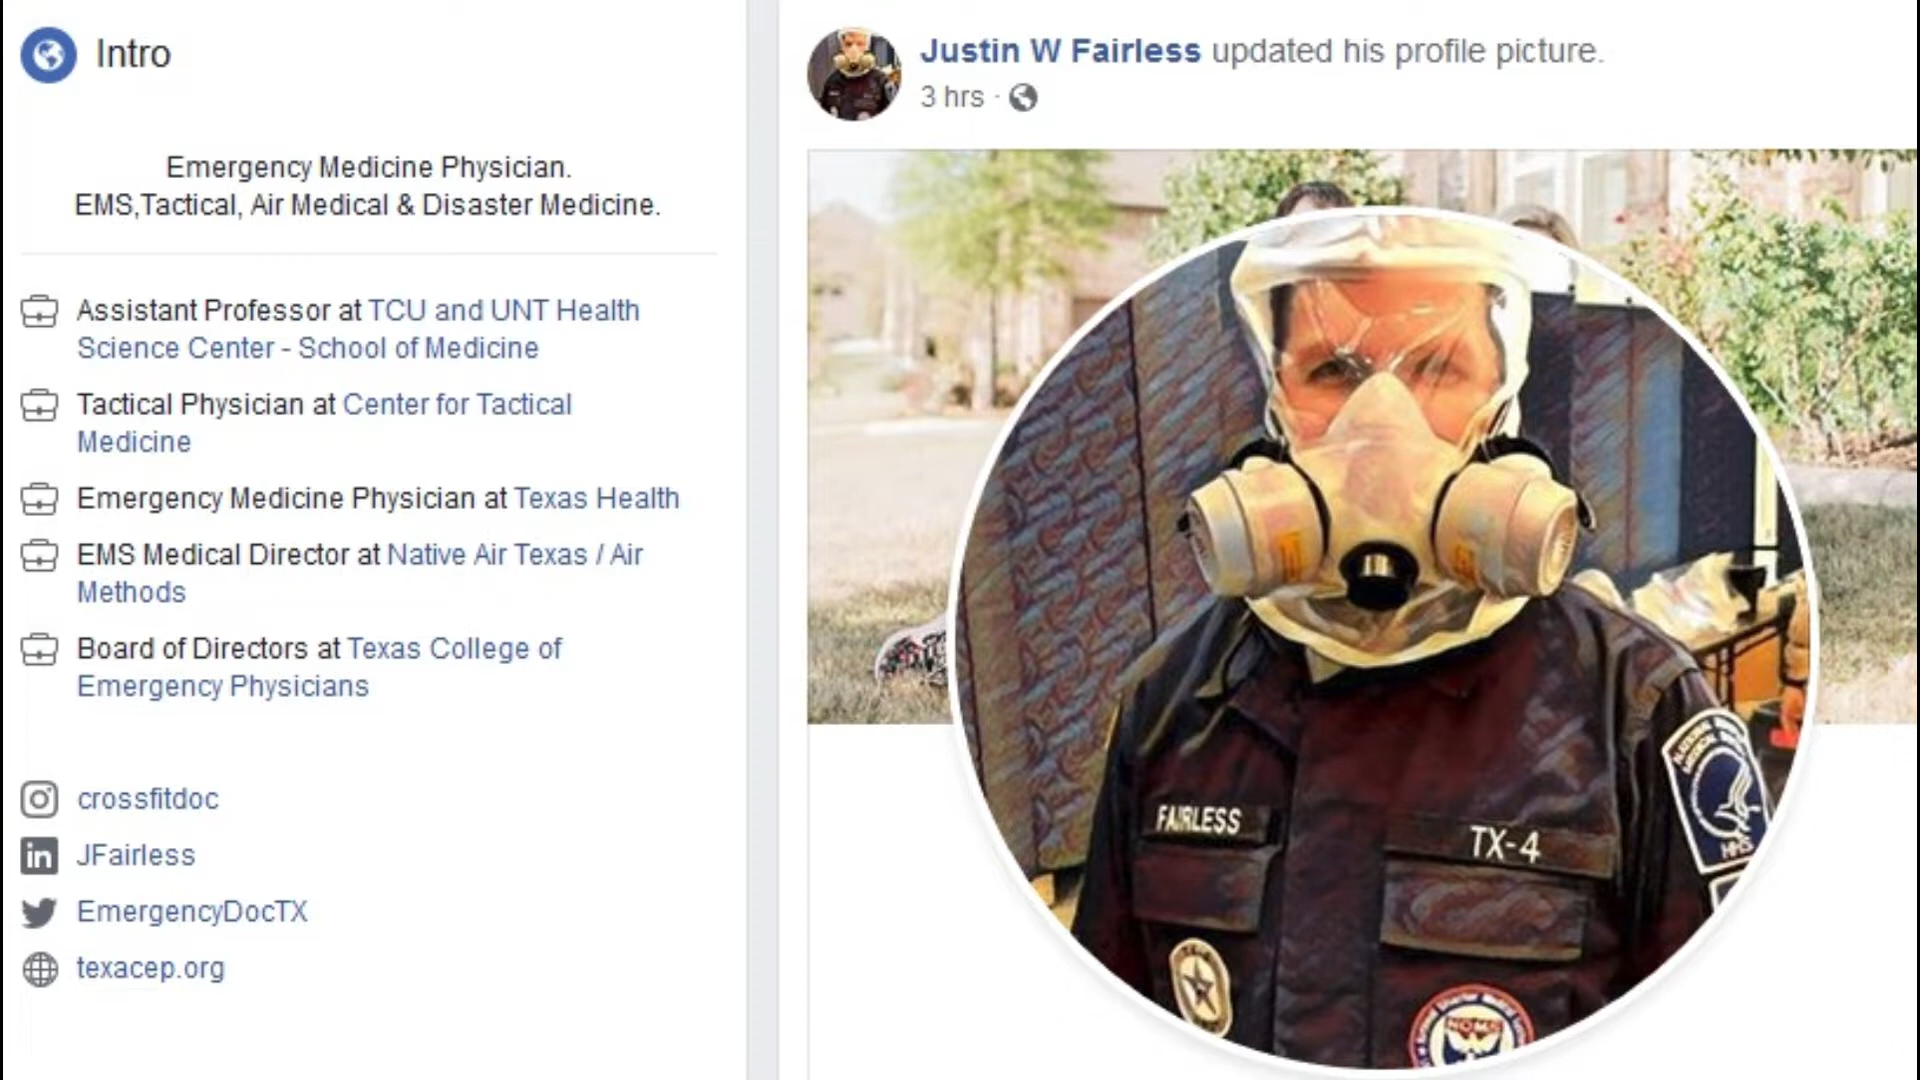 Intro
Emergency Medicine Physician.
EMS,Tactical, Air Medical & Disaster Medicine.
Assistant Professor at TCU and UNT Health
Science Center - School of Medicine
Tactical Physician at Center for Tactical
Medicine
Emergency Medicine Physician at Texas Health
EMS Medical Director at Native Air Texas / Air
Methods
Board of Directors at Texas College of
Emergency Physicians
crossfitdoc
in JFairless
EmergencyDocTX
texacep.org
Justin W Fairless updated his profile picture.
3 hrs ·
FAIRLESS
TX-4
HHS
NDMS